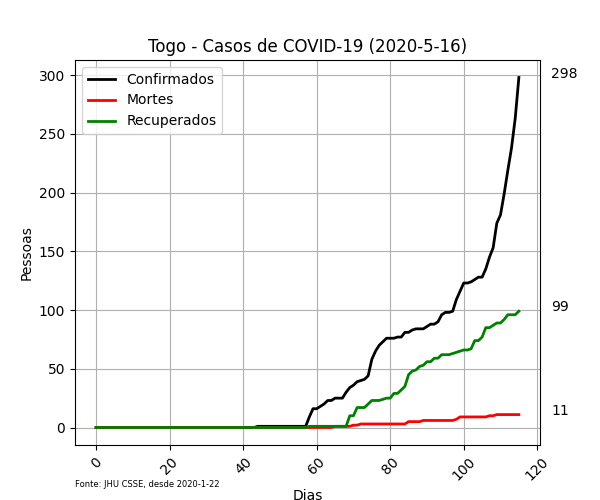 Togo - Casos de COVID-19 (2020-5-16)
Confirmados
Mortes
Recuperados
300
250
200
150
100
50
0
Pessoas
298
99
11
0
20
40
60
80
100
120
Fonte: JHU CSSE, desde 2020-1-22
Dias